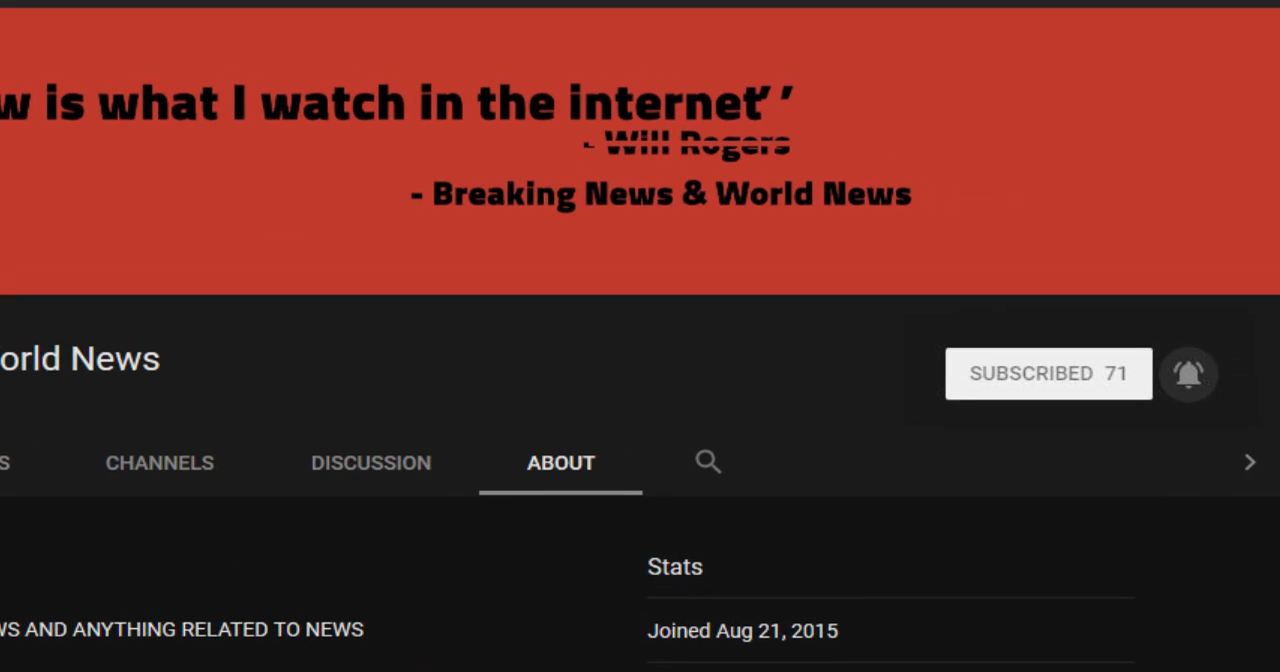 w is what I watch in the internet’’
- Will Rogers
- Breaking News & World News
orld News
SUBSCRIBED 71
S CHANNELS DISCUSSION ABOUT
Stats
WS AND ANYTHING RELATED TO NEWS
Joined Aug 21, 2015